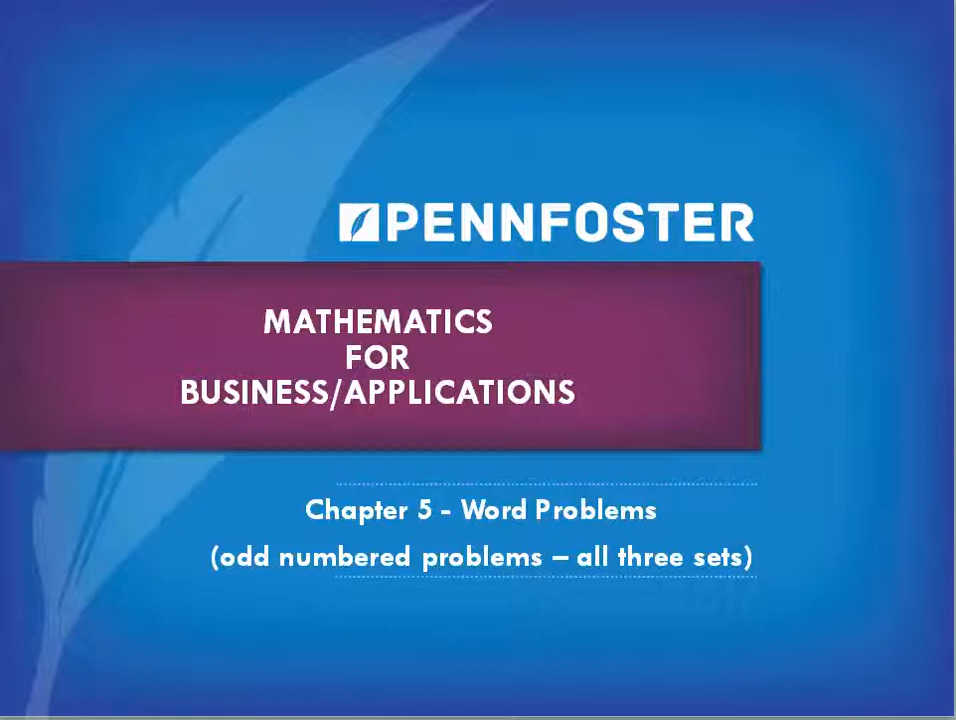 PENNFOSTER
MATHEMATICS
FOR
BUSINESS/APPLICATIONS
Chapter 5 - Word Problems
(odd numbered problems – all three sets)